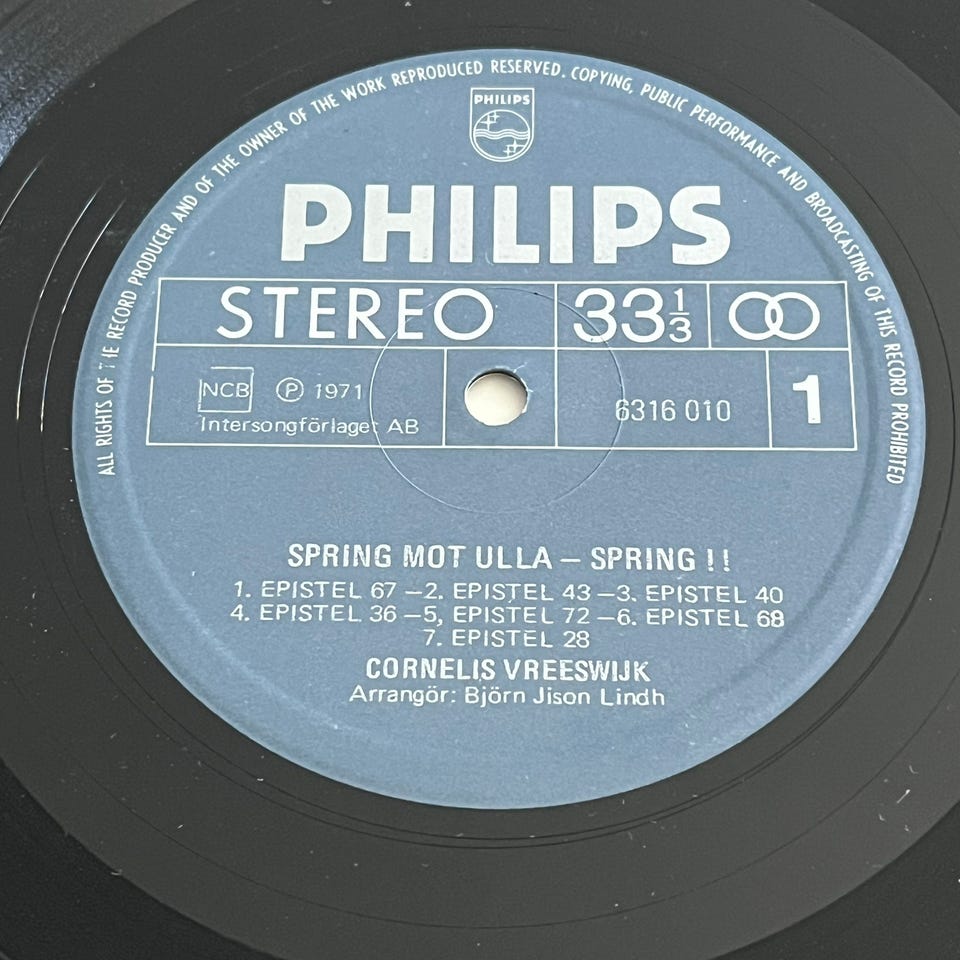 ALL RIGHTS OF THE RECORD PRODUCER AND OF THE OWNER OF THE WORK REPRODUCED RESERVED. COPYING, PUBLIC PERFORMANCE AND BROADCASTING OF THIS RECORD PROHIBITED
PHILIPS
PHILIPS
STEREO 33⅓
NCB Ⓟ 1971 6316 010 1
Intersongförlaget AB
SPRING MOT ULLA – SPRING !!
1. EPISTEL 67 –2. EPISTEL 43 –3. EPISTEL 40
4. EPISTEL 36 –5, EPISTEL 72 –6. EPISTEL 68
7. EPISTEL 28
CORNELIS VREESWIJK
Arrangör: Björn Jison Lindh